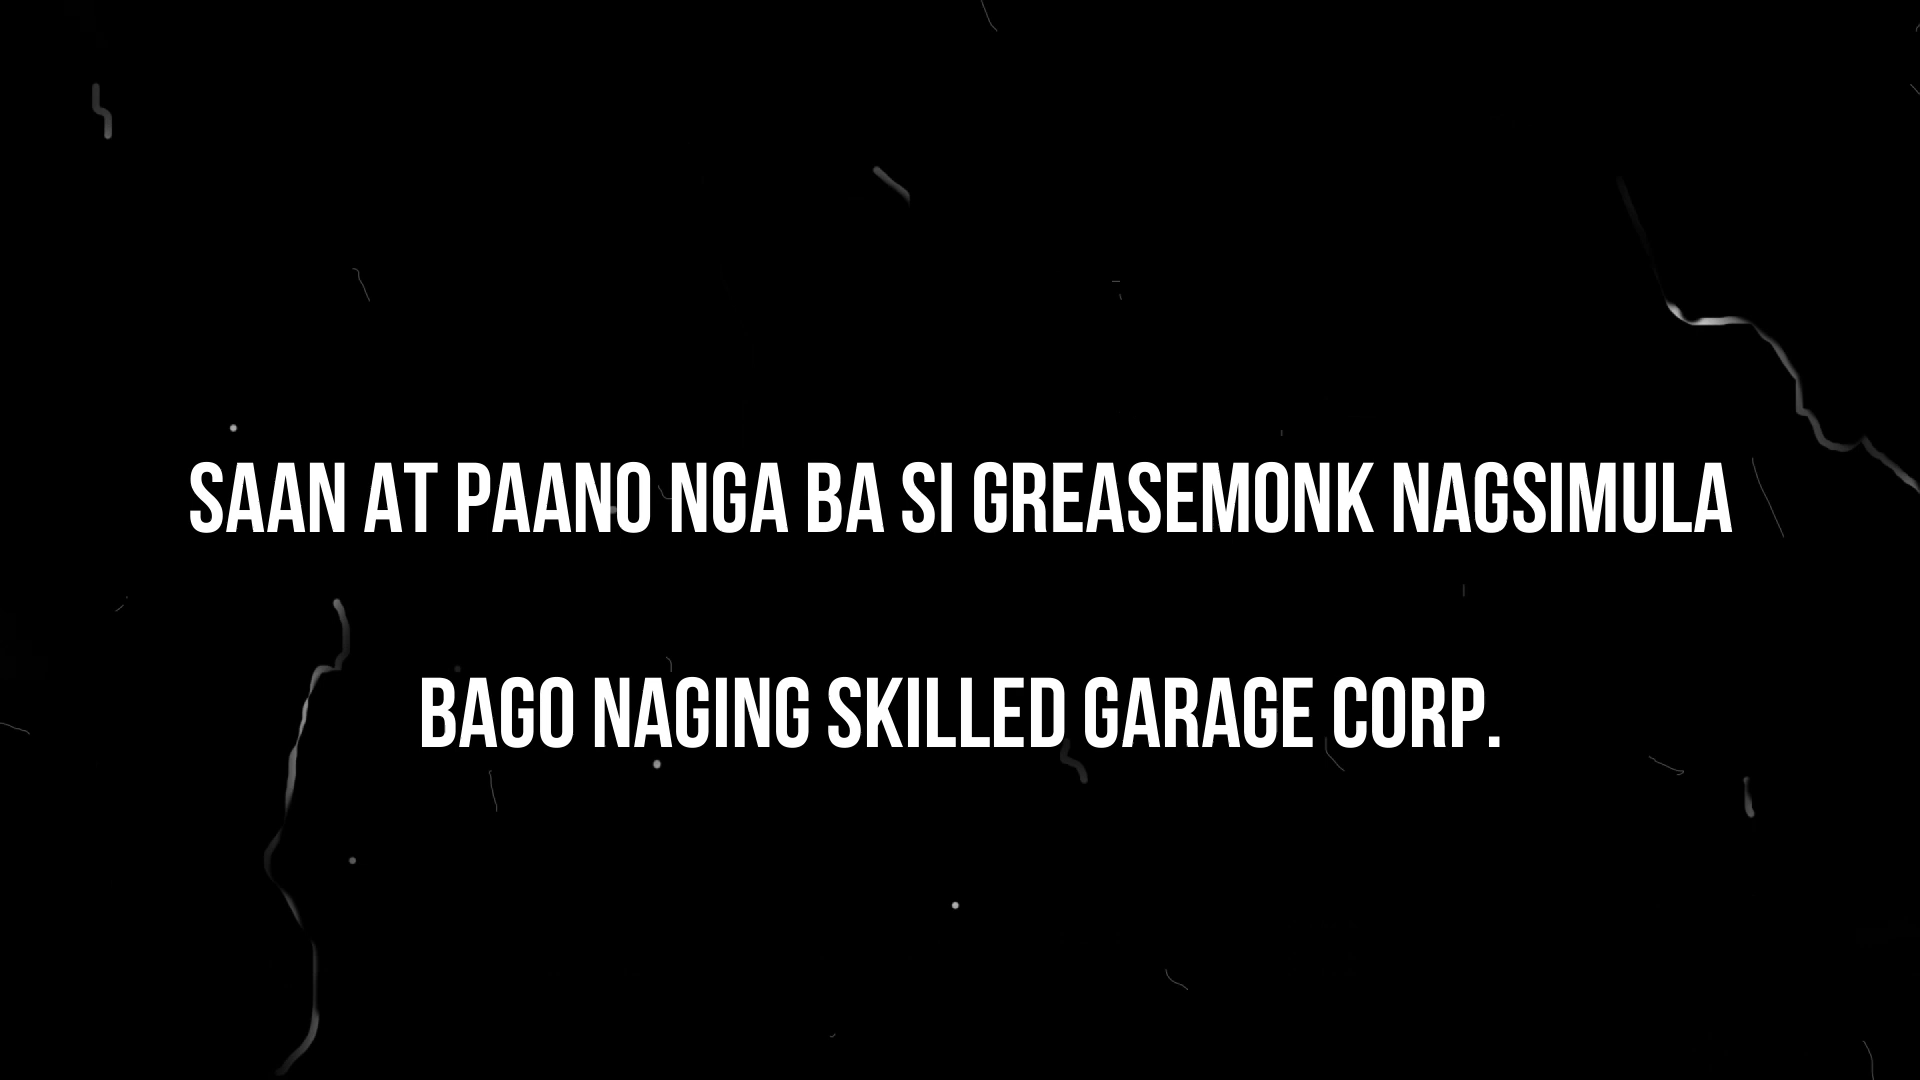 SAAN AT PAANO NGA BA SI GREASEMONK NAGSIMULA
BAGO NAGING SKILLED GARAGE CORP.